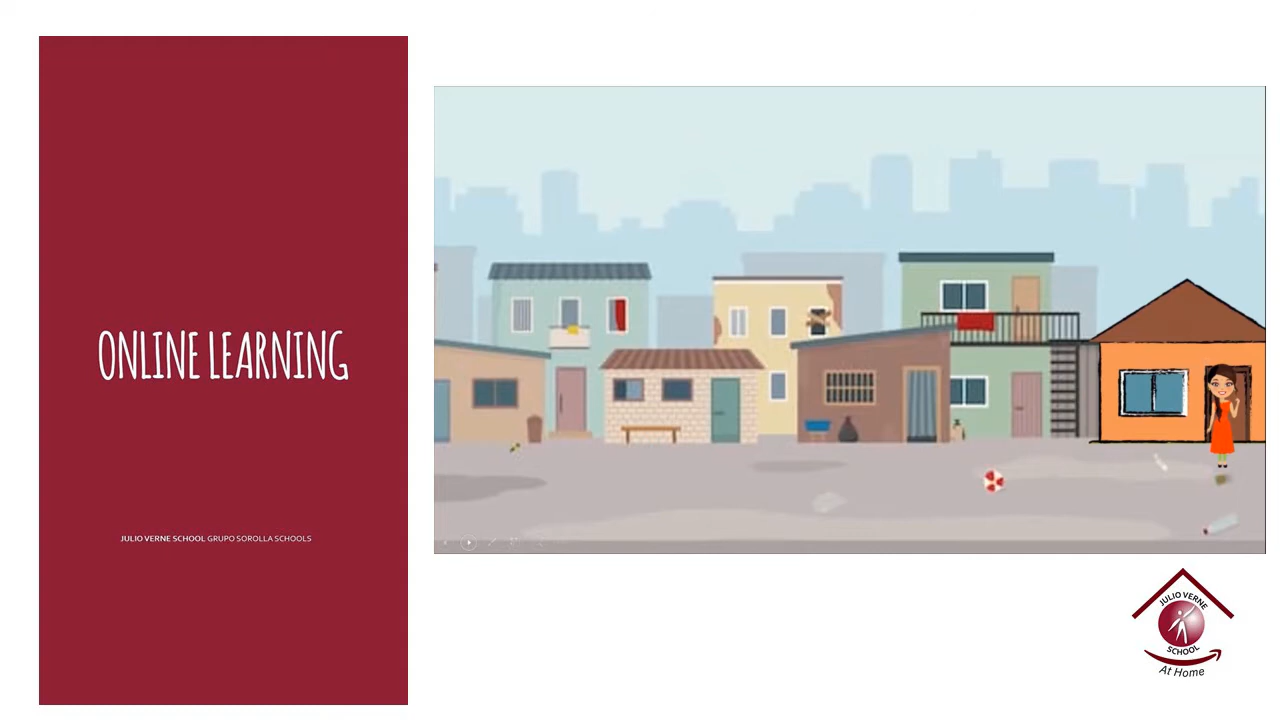 ONLINE LEARNING
JULIO VERNE SCHOOL GRUPO SOROLLA SCHOOLS
JULIO VERNE
SCHOOL
At Home